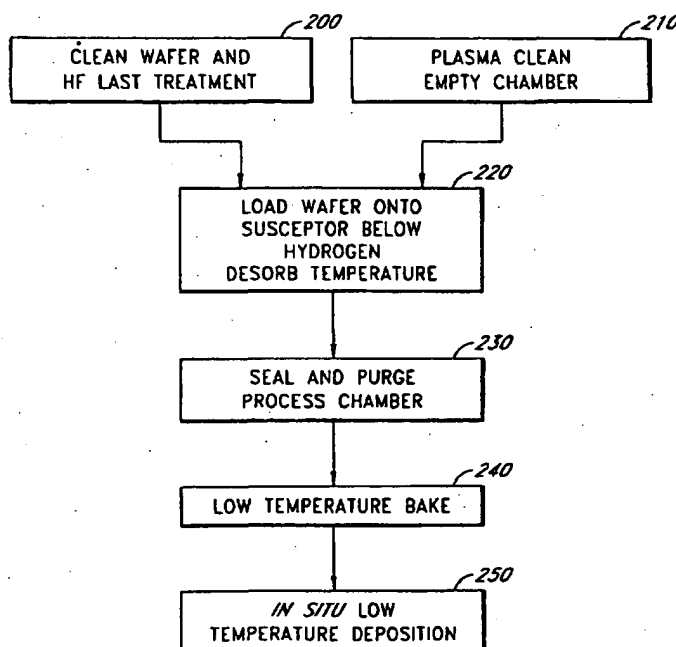 200
CLEAN WAFER AND
HF LAST TREATMENT
210
PLASMA CLEAN
EMPTY CHAMBER
220
LOAD WAFER ONTO
SUSCEPTOR BELOW
HYDROGEN
DESORB TEMPERATURE
230
SEAL AND PURGE
PROCESS CHAMBER
240
LOW TEMPERATURE BAKE
250
IN SITU LOW
TEMPERATURE DEPOSITION